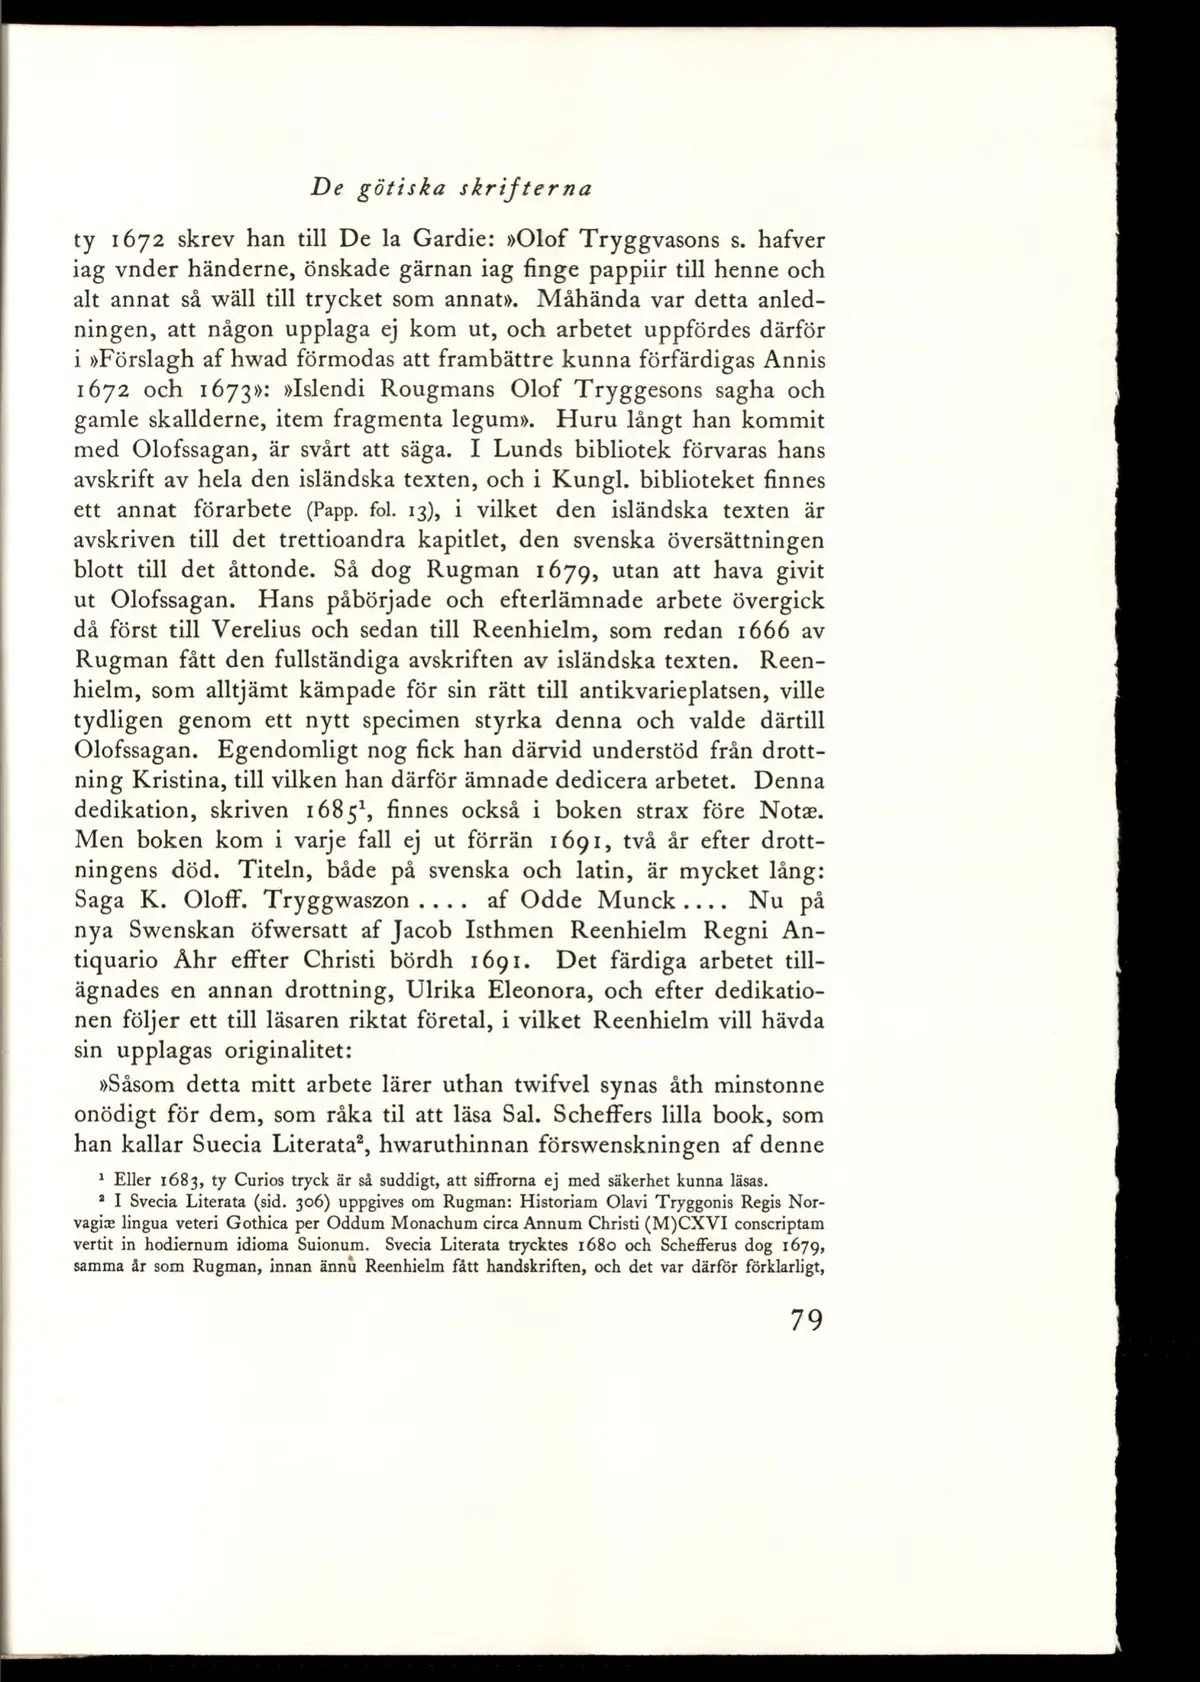 De götiska skrifterna
ty 1672 skrev han till De la Gardie: »Olof Tryggvasons s. hafver
iag vnder händerne, önskade gärnan iag finge pappiir till henne och
alt annat så wäll till trycket som annat». Måhända var detta anled-
ningen, att någon upplaga ej kom ut, och arbetet uppfördes därför
i »Förslagh af hwad förmodas att frambättre kunna förfärdigas Annis
1672 och 1673»: »Islendi Rougmans Olof Tryggesons sagha och
gamle skallderne, item fragmenta legum». Huru långt han kommit
med Olofssagan, är svårt att säga. I Lunds bibliotek förvaras hans
avskrift av hela den isländska texten, och i Kungl. biblioteket finnes
ett annat förarbete (Papp. fol. 13), i vilket den isländska texten är
avskriven till det trettioandra kapitlet, den svenska översättningen
blott till det åttonde. Så dog Rugman 1679, utan att hava givit
ut Olofssagan. Hans påbörjade och efterlämnade arbete övergick
då först till Verelius och sedan till Reenhielm, som redan 1666 av
Rugman fått den fullständiga avskriften av isländska texten. Reen-
hielm, som alltjämt kämpade för sin rätt till antikvarieplatsen, ville
tydligen genom ett nytt specimen styrka denna och valde därtill
Olofssagan. Egendomligt nog fick han därvid understöd från drott-
ning Kristina, till vilken han därför ämnade dedicera arbetet. Denna
dedikation, skriven 1685¹, finnes också i boken strax före Notæ.
Men boken kom i varje fall ej ut förrän 1691, två år efter drott-
ningens död. Titeln, både på svenska och latin, är mycket lång:
Saga K. Oloff. Tryggwaszon .... af Odde Munck .... Nu på
nya Swenskan öfwersatt af Jacob Isthmen Reenhielm Regni An-
tiquario Åhr effter Christi bördh 1691. Det färdiga arbetet till-
ägnades en annan drottning, Ulrika Eleonora, och efter dedikatio-
nen följer ett till läsaren riktat företal, i vilket Reenhielm vill hävda
sin upplagas originalitet:
»Såsom detta mitt arbete lärer uthan twifvel synas åth minstonne
onödigt för dem, som råka til att läsa Sal. Scheffers lilla book, som
han kallar Suecia Literata², hwaruthinnan förswenskningen af denne
¹ Eller 1683, ty Curios tryck är så suddigt, att siffrorna ej med säkerhet kunna läsas.
² I Svecia Literata (sid. 306) uppgives om Rugman: Historiam Olavi Tryggonis Regis Nor-
vagiæ lingua veteri Gothica per Oddum Monachum circa Annum Christi (M)CXVI conscriptam
vertit in hodiernum idioma Suionum. Svecia Literata trycktes 1680 och Schefferus dog 1679,
samma år som Rugman, innan ännu Reenhielm fått handskriften, och det var därför förklarligt,
79